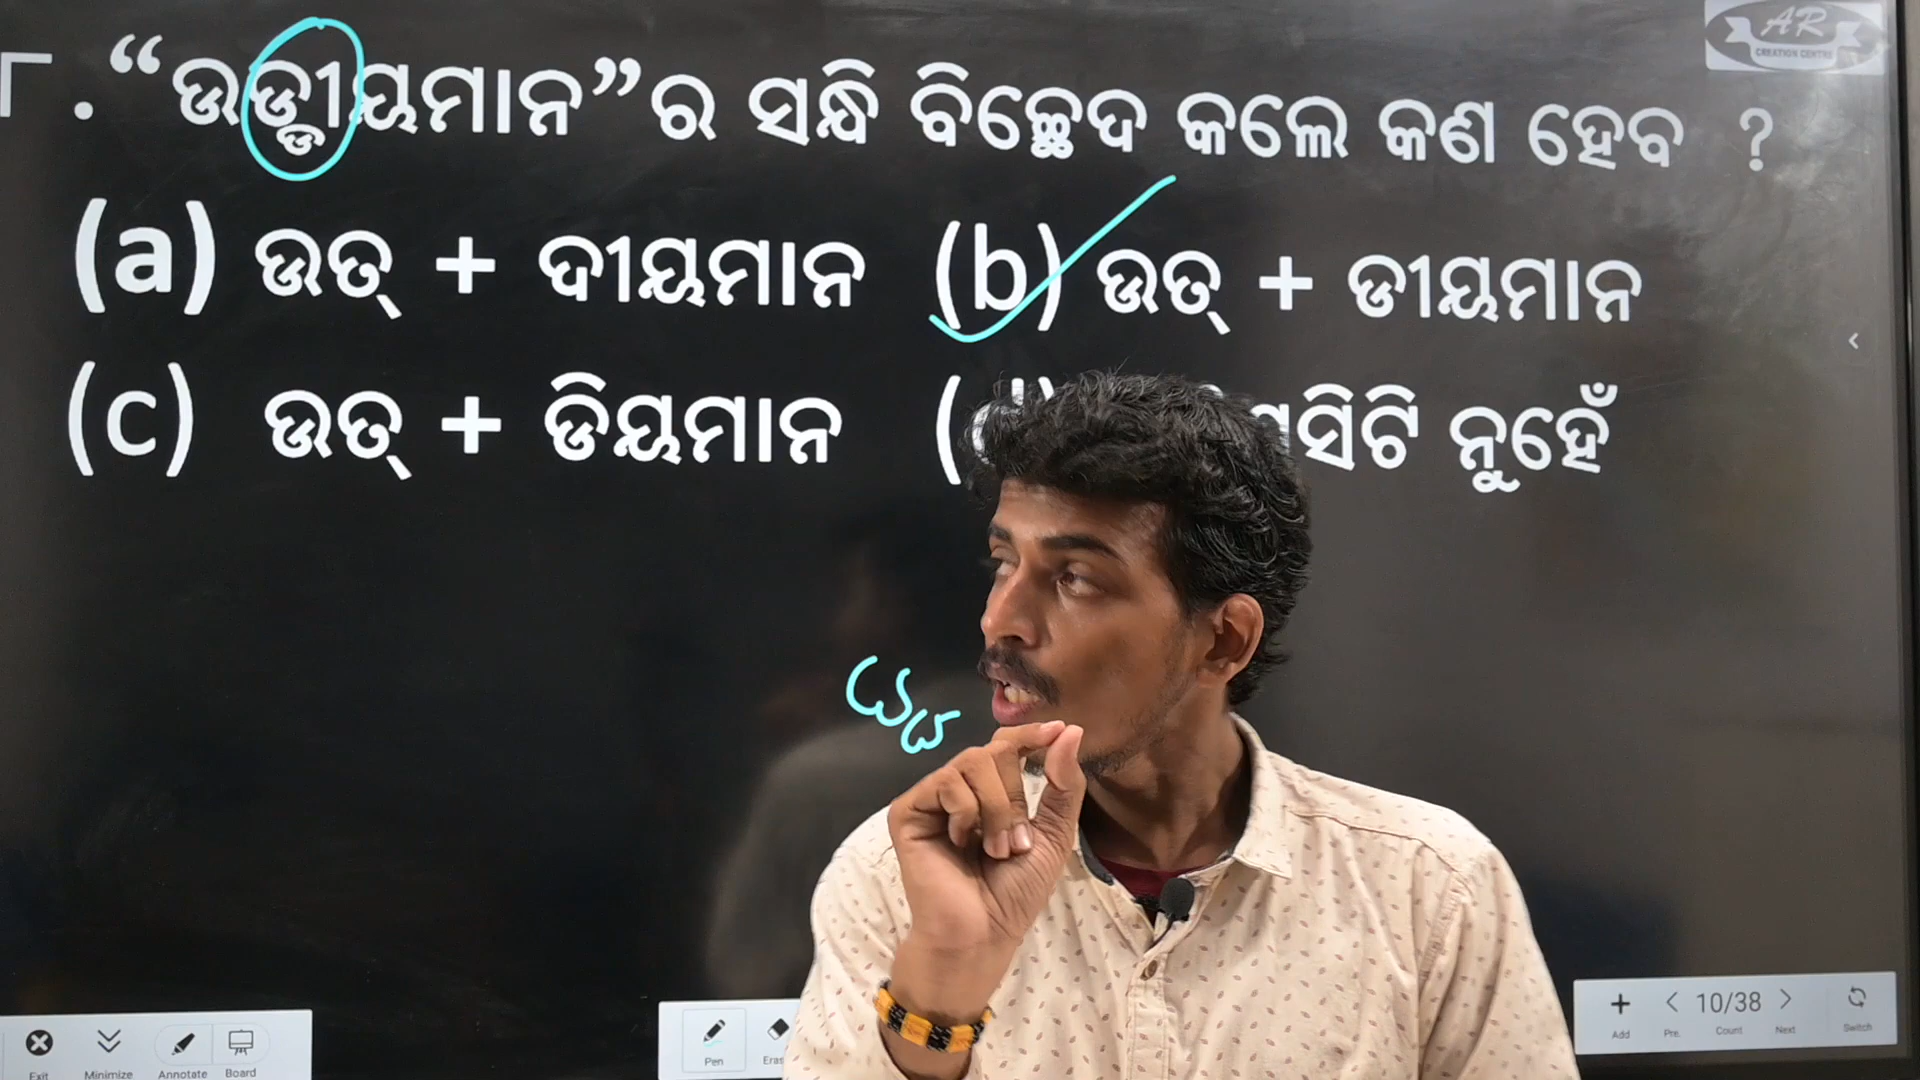 AR
CREATION CENTRE
୮. “ଉଡ୍ଡୀୟମାନ”ର ସନ୍ଧି ବିଚ୍ଛେଦ କଲେ କଣ ହେବ ?
(a) ଉତ୍ + ଦୀୟମାନ (b) ଉତ୍ + ଡୀୟମାନ
(c) ଉତ୍ + ଡିୟମାନ ନୁହେଁ
ଡ୍ଡ
Exit Minimize Annotate Board Pen
Add Pre. 10/38 Count Next Switch